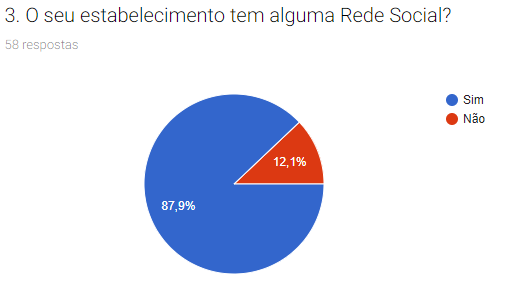 3. O seu estabelecimento tem alguma Rede Social?
58 respostas
Sim
Não
12,1%
87,9%